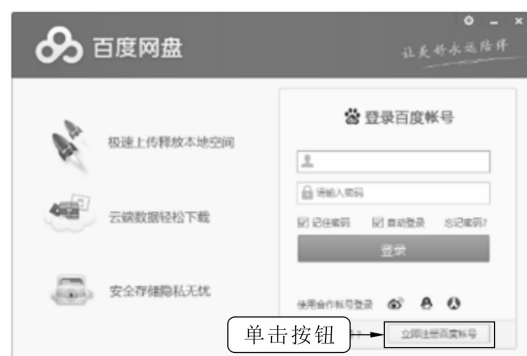 百度网盘
让美好永远陪伴
登录百度帐号
极速上传释放本地空间
请输入密码
云端数据轻松下载
记住密码 自动登录 忘记密码?
登录
安全存储隐私无忧
使用合作帐号登录
单击按钮
?
立即注册百度帐号